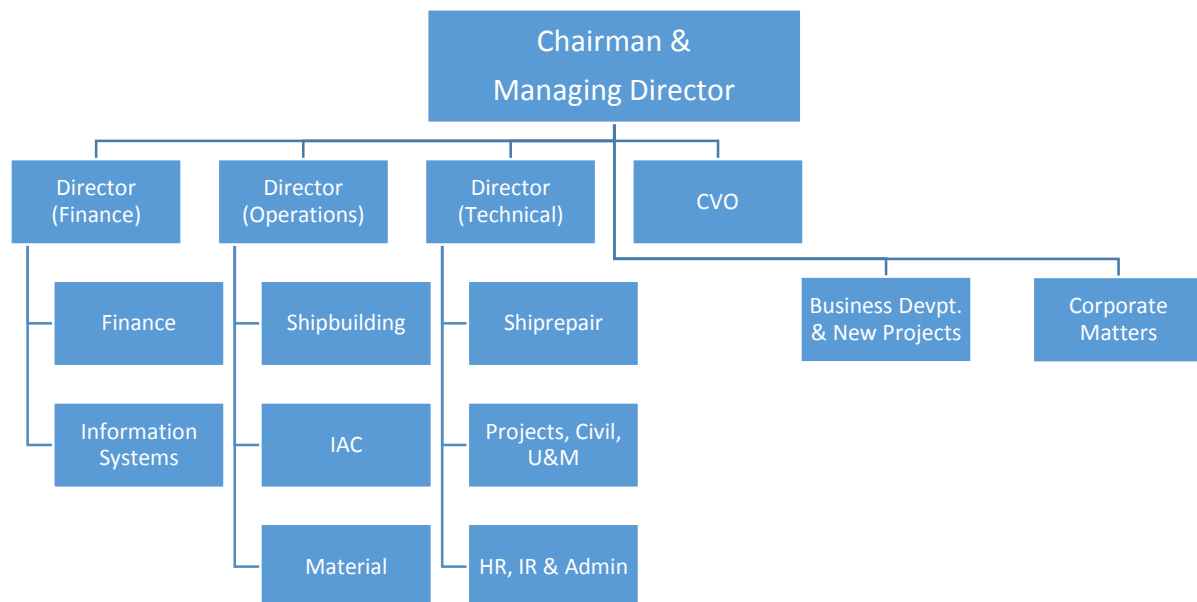 Chairman &
Managing Director
Director
(Finance)
Director
(Operations)
Director
(Technical)
CVO
Finance
Shipbuilding
Shiprepair
Business Devpt.
& New Projects
Corporate
Matters
Information
Systems
IAC
Projects, Civil,
U&M
Material
HR, IR & Admin